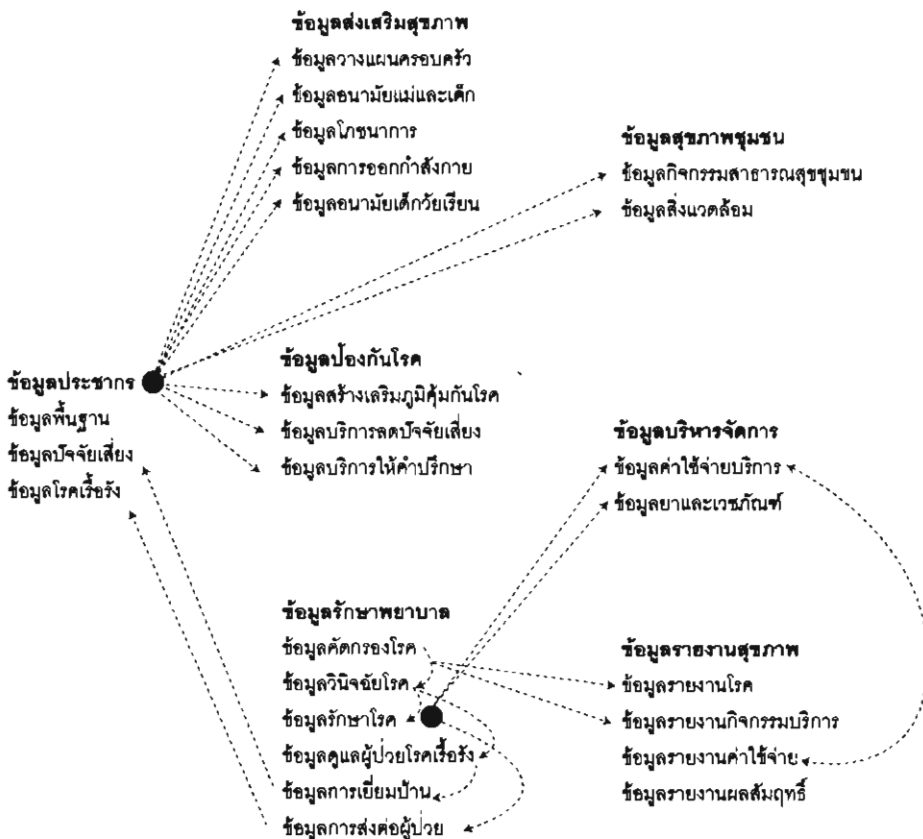 ข้อมูลส่งเสริมสุขภาพ
ข้อมูลวางแผนครอบครัว
ข้อมูลอนามัยแม่และเด็ก
ข้อมูลโภชนาการ
ข้อมูลการออกกำลังกาย
ข้อมูลอนามัยเด็กวัยเรียน
ข้อมูลสุขภาพชุมชน
ข้อมูลกิจกรรมสาธารณสุขชุมชน
ข้อมูลสิ่งแวดล้อม
ข้อมูลประชากร
ข้อมูลพื้นฐาน
ข้อมูลปัจจัยเสี่ยง
ข้อมูลโรคเรื้อรัง
ข้อมูลป้องกันโรค
ข้อมูลสร้างเสริมภูมิคุ้มกันโรค
ข้อมูลบริการลดปัจจัยเสี่ยง
ข้อมูลบริการให้คำปรึกษา
ข้อมูลบริหารจัดการ
ข้อมูลค่าใช้จ่ายบริการ
ข้อมูลยาและเวชภัณฑ์
ข้อมูลรักษาพยาบาล
ข้อมูลคัดกรองโรค
ข้อมูลวินิจฉัยโรค
ข้อมูลรักษาโรค
ข้อมูลดูแลผู้ป่วยโรคเรื้อรัง
ข้อมูลการเยี่ยมบ้าน
ข้อมูลการส่งต่อผู้ป่วย
ข้อมูลรายงานสุขภาพ
ข้อมูลรายงานโรค
ข้อมูลรายงานกิจกรรมบริการ
ข้อมูลรายงานค่าใช้จ่าย
ข้อมูลรายงานผลสัมฤทธิ์